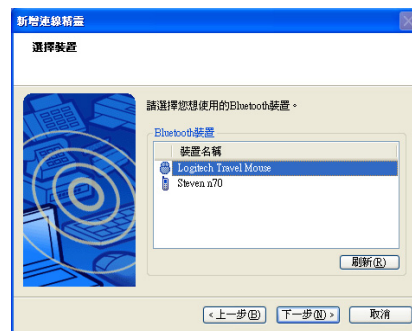 新增連線精靈
選擇裝置
請選擇您想使用的Bluetooth裝置。
Bluetooth裝置
裝置名稱
Logitech Travel Mouse
Steven n70
刷新(R)
<上一步(B) 下一步(N)> 取消